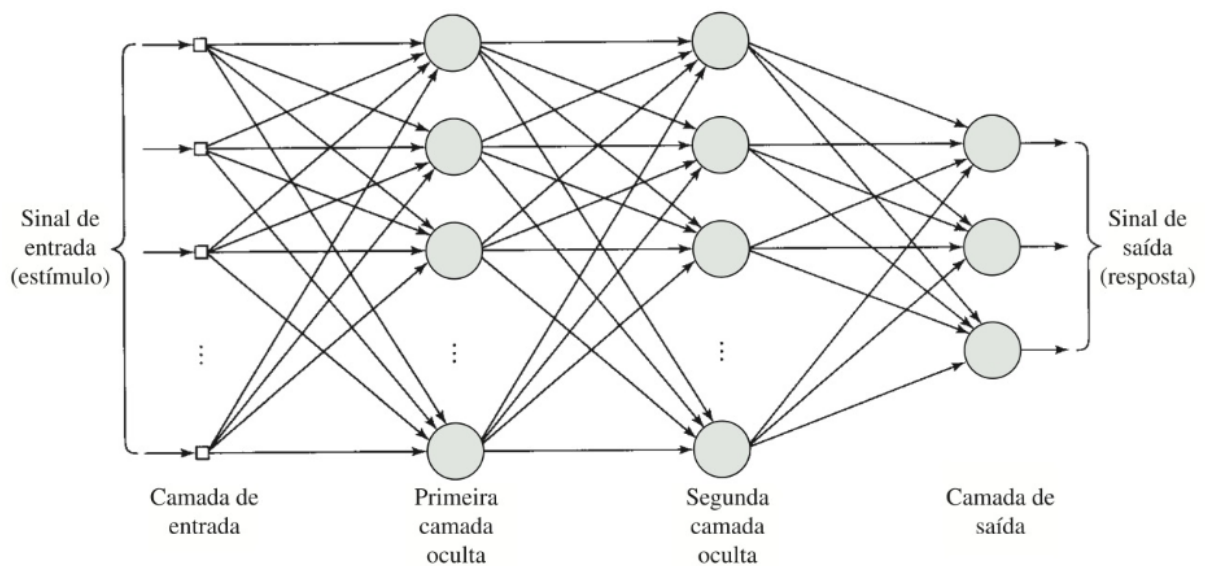 Sinal de
entrada
(estímulo)
Sinal de
saída
(resposta)
Camada de
entrada
Primeira
camada
oculta
Segunda
camada
oculta
Camada de
saída